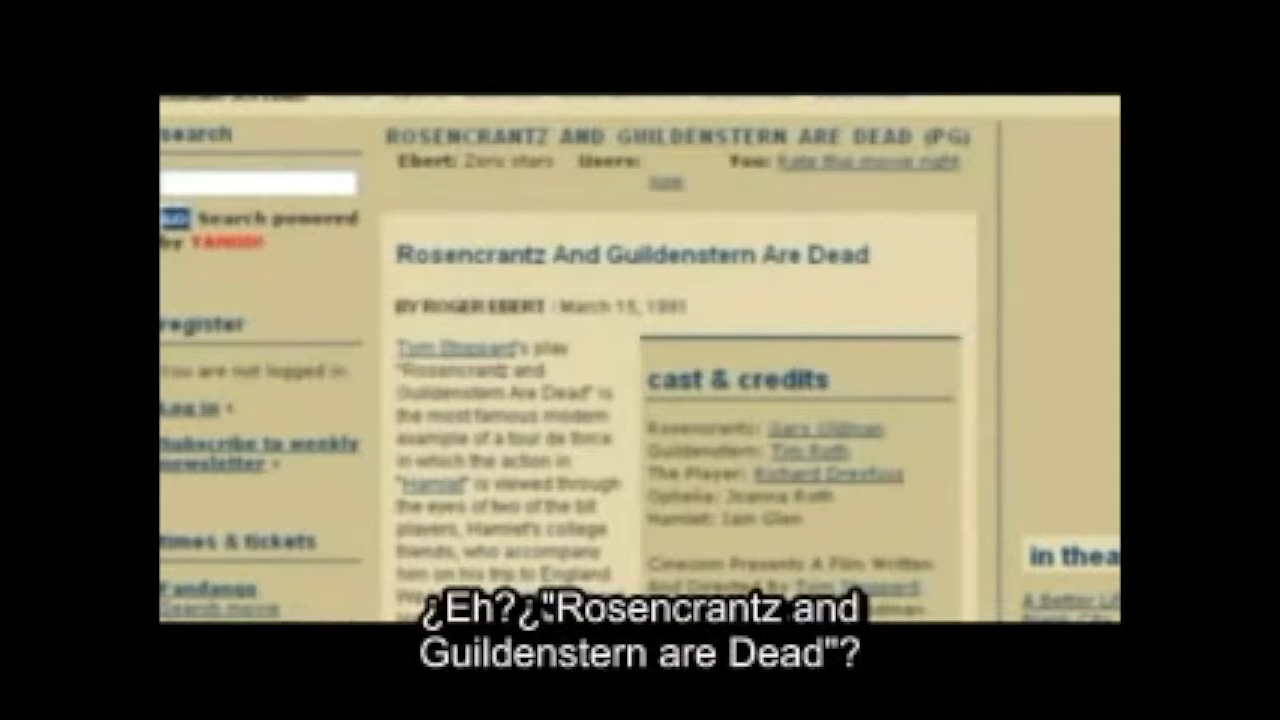 search
ROSENCRANTZ AND GUILDENSTERN ARE DEAD (PG)
Ebert: Zero stars Users: You: Rate this movie right
now
Search powered
by YAHOO!
Rosencrantz And Guildenstern Are Dead
register
BY ROGER EBERT / March 15, 1991
You are not logged in.
Log in »
Subscribe to weekly
newsletter »
times & tickets
Fandango
Search movie
Tom Stoppard's play
"Rosencrantz and
Guildenstern Are Dead" is
the most famous modern
example of a tour de force
in which the action in
"Hamlet" is viewed through
the eyes of two of the bit
players, Hamlet's college
friends, who accompany
him on his trip to England
cast & credits
Rosencrantz: Gary Oldman
Guildenstern: Tim Roth
The Player: Richard Dreyfuss
Ophelia: Joanna Roth
Hamlet: Iain Glen
Cinecom Presents A Film Written
And Directed By Tom Stoppard
in thea
A Better Li
¿Eh?¿"Rosencrantz and
Guildenstern are Dead"?